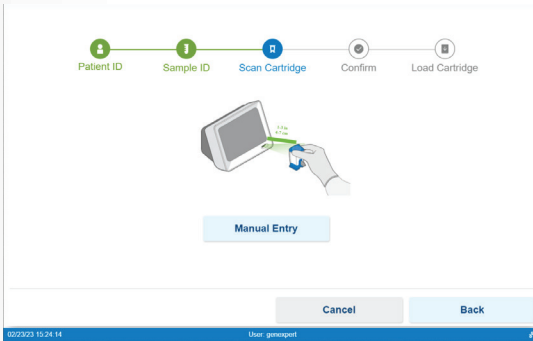 Patient ID
Sample ID
Scan Cartridge
Confirm
Load Cartridge
Manual Entry
Cancel
Back
02/23/23 15:24:14
User: genexpert